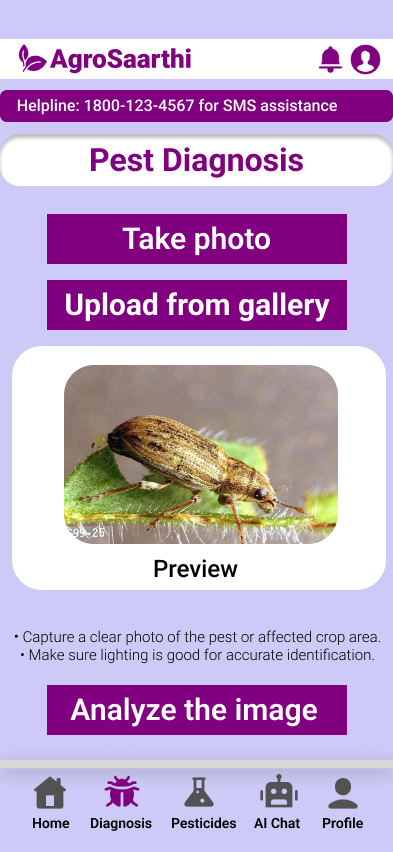 AgroSaarthi
Helpline: 1800-123-4567 for SMS assistance
Pest Diagnosis
Take photo
Upload from gallery
699-25
Preview
• Capture a clear photo of the pest or affected crop area.
• Make sure lighting is good for accurate identification.
Analyze the image
Home Diagnosis Pesticides AI Chat Profile